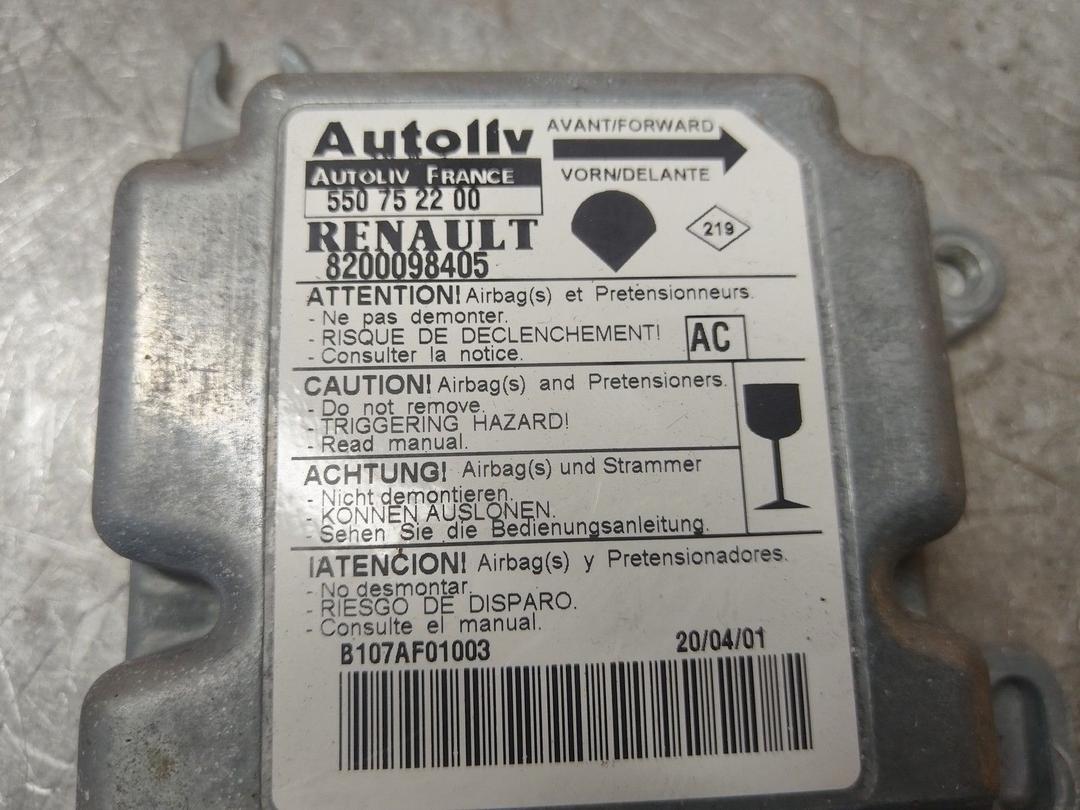 Autoliv
AVANT/FORWARD
AUTOLIV FRANCE
VORN/DELANTE
550 75 22 00
RENAULT
219
8200098405
ATTENTION! Airbag(s) et Pretensionneurs.
- Ne pas demonter.
- RISQUE DE DECLENCHEMENT!
- Consulter la notice.
AC
CAUTION! Airbag(s) and Pretensioners.
- Do not remove.
- TRIGGERING HAZARD!
- Read manual.
ACHTUNG! Airbag(s) und Strammer
- Nicht demontieren.
- KONNEN AUSLONEN.
- Sehen Sie die Bedienungsanleitung.
¡ATENCION! Airbag(s) y Pretensionadores.
- No desmontar.
- RIESGO DE DISPARO.
- Consulte el manual.
B107AF01003 20/04/01